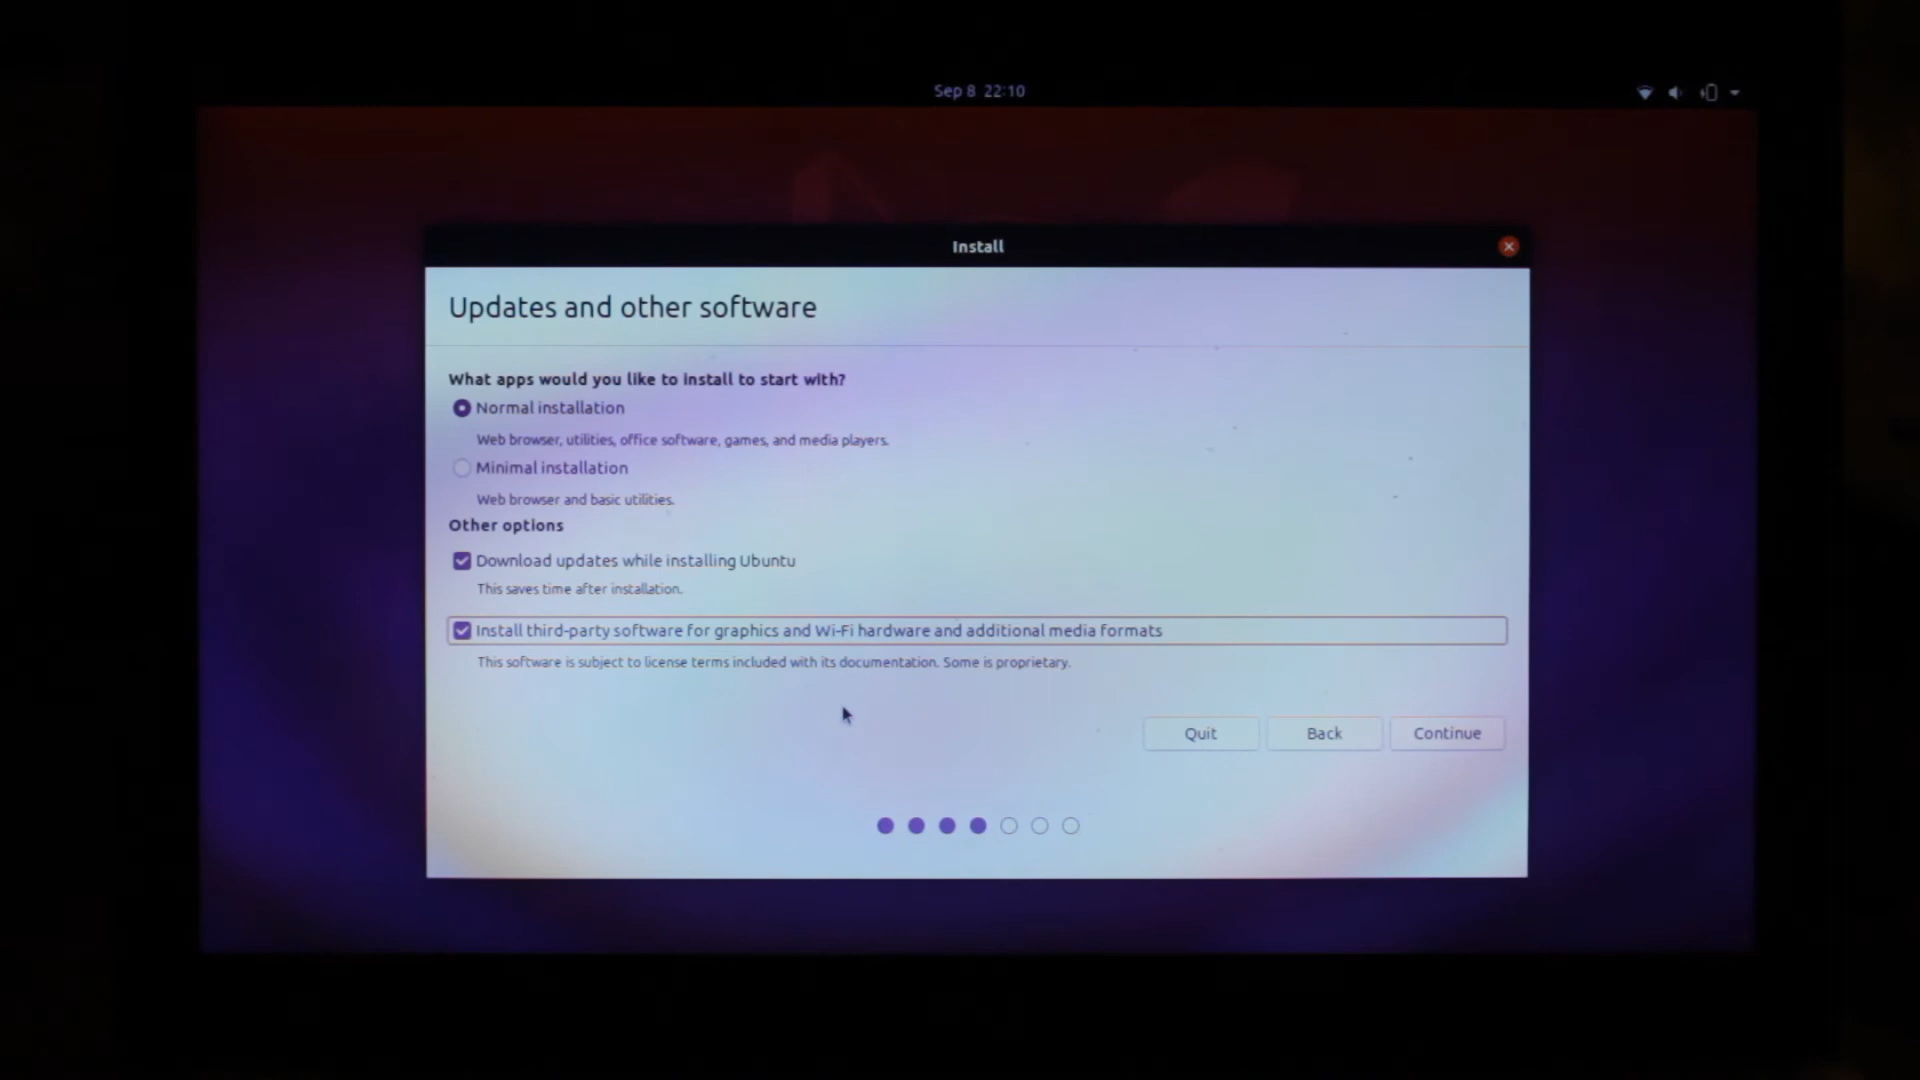 Sep 8 22:10
Install
Updates and other software
What apps would you like to install to start with?
Normal installation
Web browser, utilities, office software, games, and media players.
Minimal installation
Web browser and basic utilities.
Other options
Download updates while installing Ubuntu
This saves time after installation.
Install third-party software for graphics and Wi-Fi hardware and additional media formats
This software is subject to license terms included with its documentation. Some is proprietary.
Quit Back Continue